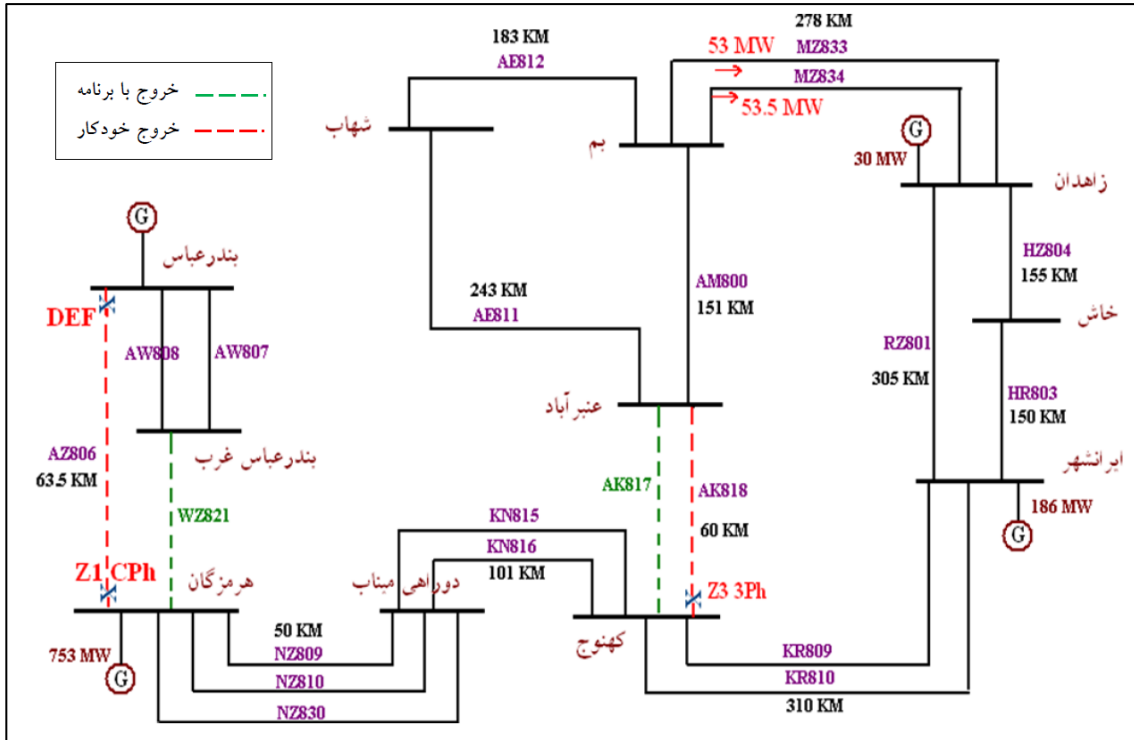 278 KM
183 KM
53 MW
MZ833
AE812
MZ834
خروج با برنامه
53.5 MW
خروج خودکار
شهاب
بم
G
30 MW
زاهدان
G
بندرعباس
HZ804
155 KM
243 KM
AE811
AM800
151 KM
DEF
خاش
AW808
AW807
RZ801
305 KM
HR803
150 KM
عنبرآباد
بندرعباس غرب
ایرانشهر
AZ806
63.5 KM
AK817
AK818
WZ821
186 MW
G
KN815
60 KM
KN816
101 KM
Z1 CPh
هرمزگان
دوراهی میناب
Z3 3Ph
50 KM
کهنوج
753 MW
G
NZ809
KR809
NZ810
KR810
310 KM
NZ830